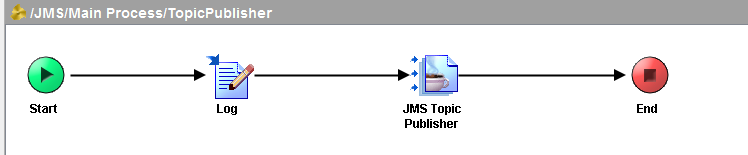 /JMS/Main Process/TopicPublisher
Start
Log
JMS Topic
Publisher
End